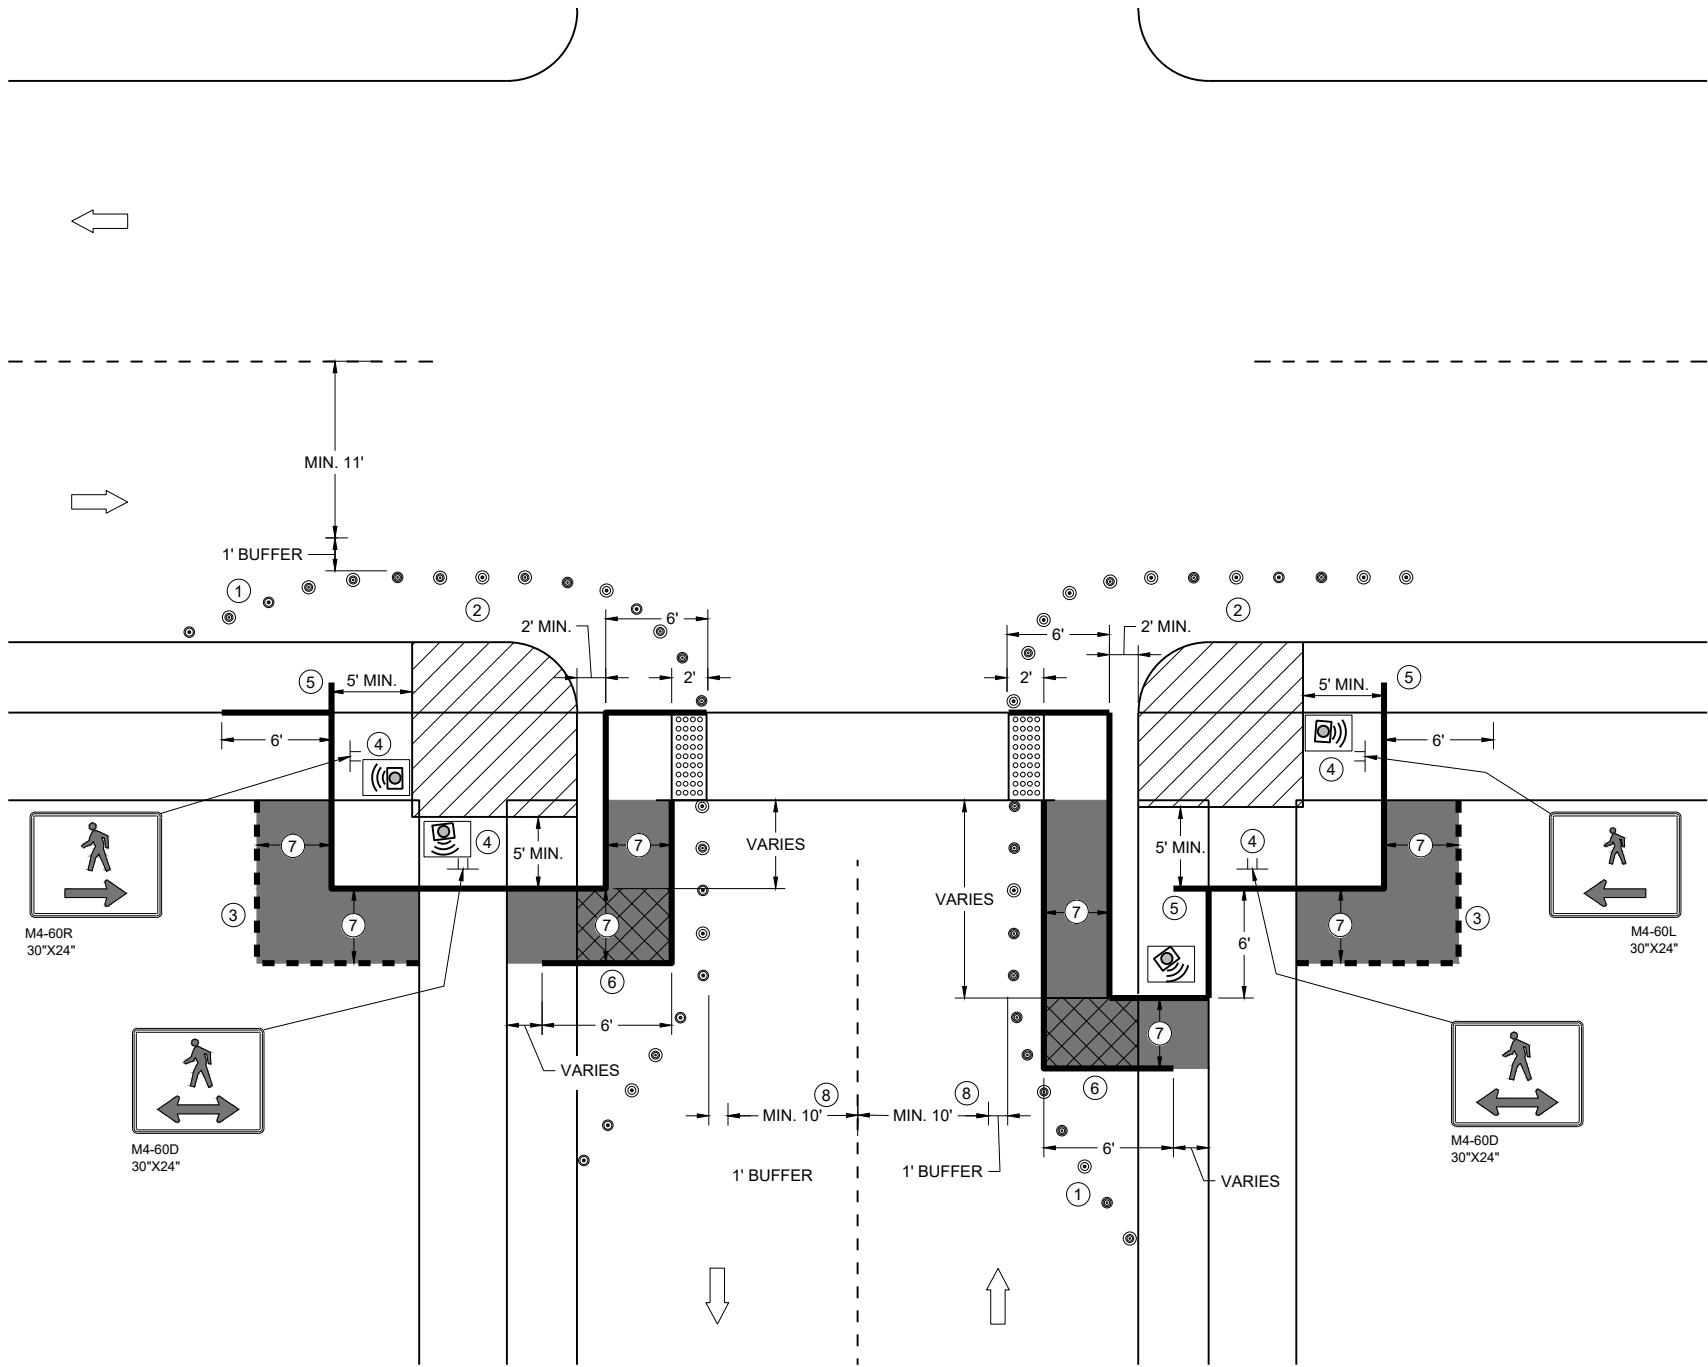 MIN. 11'
1' BUFFER
1
2
2
2' MIN.
6'
6'
2' MIN.
5
5' MIN.
2'
2'
5' MIN.
5
6'
4
6'
4
7
4
5' MIN.
7
VARIES
5' MIN.
4
7
VARIES
3
7
7
7
5
6'
7
3
M4-60R
30"X24"
M4-60L
30"X24"
6
6'
VARIES
7
6
8
MIN. 10'
MIN. 10'
8
M4-60D
30"X24"
1' BUFFER
1' BUFFER
6'
VARIES
1
M4-60D
30"X24"